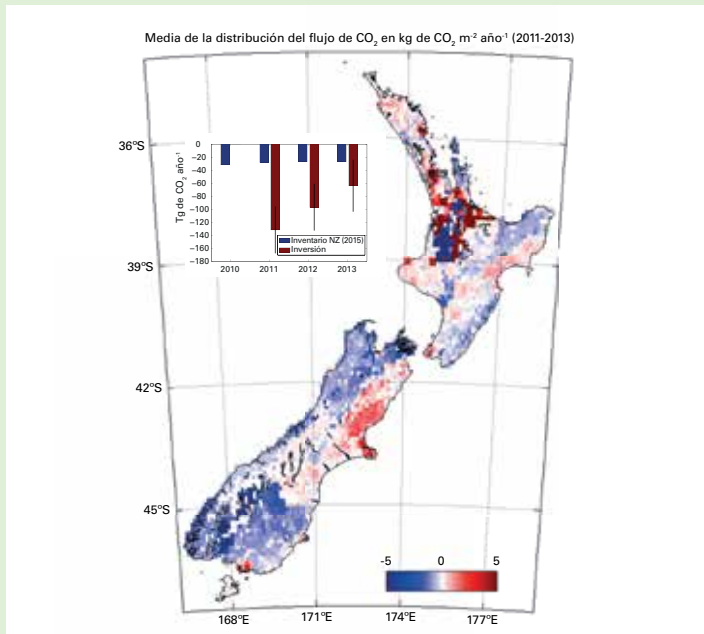 Media de la distribución del flujo de CO₂ en kg de CO₂ m⁻² año⁻¹ (2011-2013)
36°S
39°S
42°S
45°S
Tg de CO₂ año⁻¹
0
−20
−40
−60
−80
−100
−120
−140
−160
−180
2010 2011 2012 2013
Inventario NZ (2015)
Inversión
-5 0 5
168°E 171°E 174°E 177°E